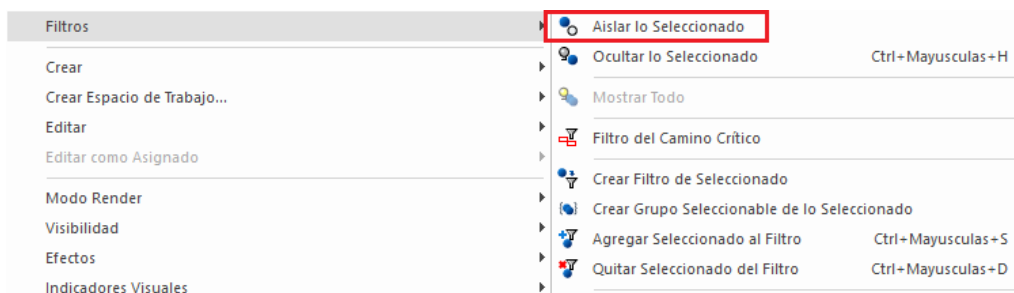 Filtros
Crear
Crear Espacio de Trabajo...
Editar
Editar como Asignado
Modo Render
Visibilidad
Efectos
Indicadores Visuales
Aislar lo Seleccionado
Ocultar lo Seleccionado Ctrl+Mayusculas+H
Mostrar Todo
Filtro del Camino Crítico
Crear Filtro de Seleccionado
Crear Grupo Seleccionable de lo Seleccionado
Agregar Seleccionado al Filtro Ctrl+Mayusculas+S
Quitar Seleccionado del Filtro Ctrl+Mayusculas+D